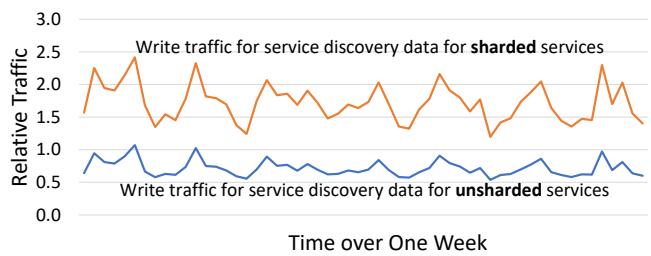 3.0
Write traffic for service discovery data for sharded services
2.5
2.0
1.5
1.0
0.5
Write traffic for service discovery data for unsharded services
0.0
Relative Traffic
Time over One Week